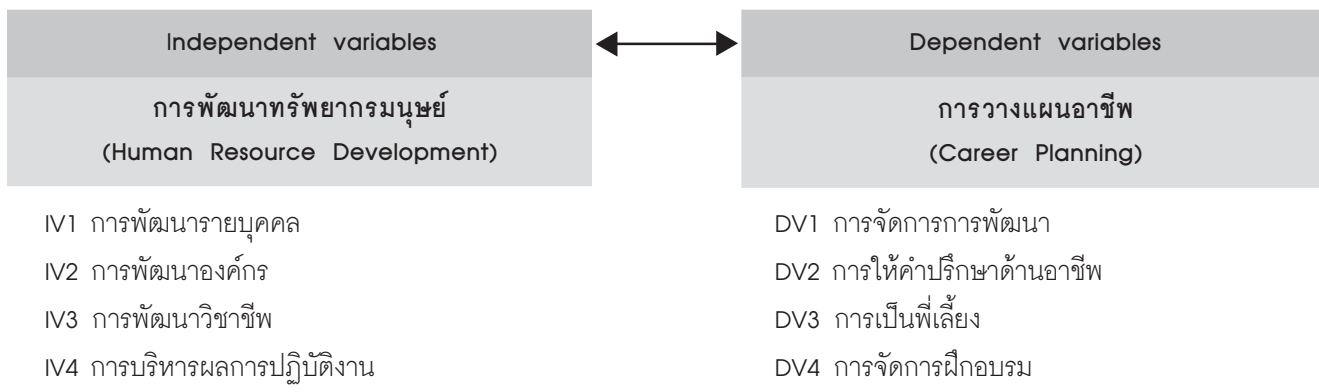 Independent variables
การพัฒนาทรัพยากรมนุษย์
(Human Resource Development)
IV1 การพัฒนารายบุคคล
IV2 การพัฒนาองค์กร
IV3 การพัฒนาวิชาชีพ
IV4 การบริหารผลการปฏิบัติงาน
Dependent variables
การวางแผนอาชีพ
(Career Planning)
DV1 การจัดการการพัฒนา
DV2 การให้คำปรึกษาด้านอาชีพ
DV3 การเป็นพี่เลี้ยง
DV4 การจัดการฝึกอบรม